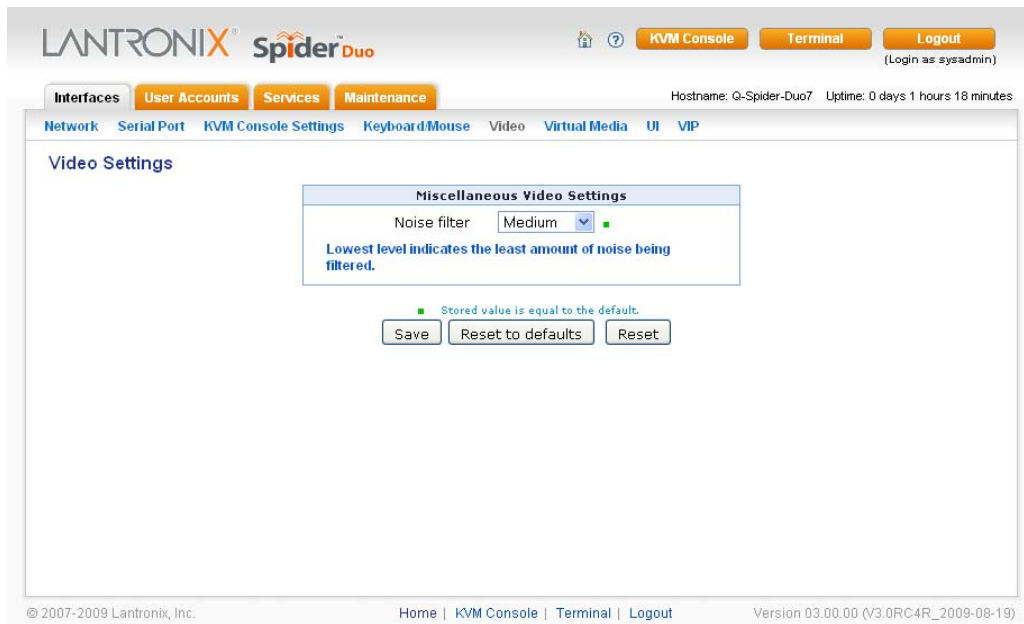 LANTRONIX® Spider™ Duo
KVM Console Terminal Logout
(Login as sysadmin)
Interfaces User Accounts Services Maintenance Hostname: Q-Spider-Duo7 Uptime: 0 days 1 hours 18 minutes
Network Serial Port KVM Console Settings Keyboard/Mouse Video Virtual Media UI VIP
Video Settings
Miscellaneous Video Settings
Noise filter Medium
Lowest level indicates the least amount of noise being
filtered.
Stored value is equal to the default.
Save Reset to defaults Reset
© 2007-2009 Lantronix, Inc. Home | KVM Console | Terminal | Logout Version 03.00.00 (V3.0RC4R_2009-08-19)